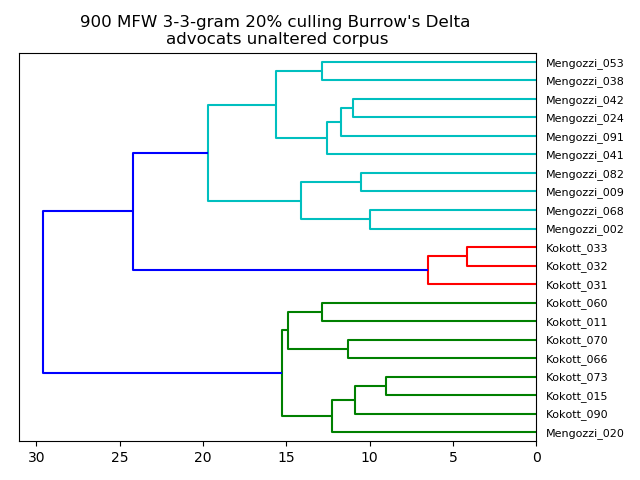 900 MFW 3-3-gram 20% culling Burrow's Delta
advocats unaltered corpus
Mengozzi_053
Mengozzi_038
Mengozzi_042
Mengozzi_024
Mengozzi_091
Mengozzi_041
Mengozzi_082
Mengozzi_009
Mengozzi_068
Mengozzi_002
Kokott_033
Kokott_032
Kokott_031
Kokott_060
Kokott_011
Kokott_070
Kokott_066
Kokott_073
Kokott_015
Kokott_090
Mengozzi_020
30 25 20 15 10 5 0